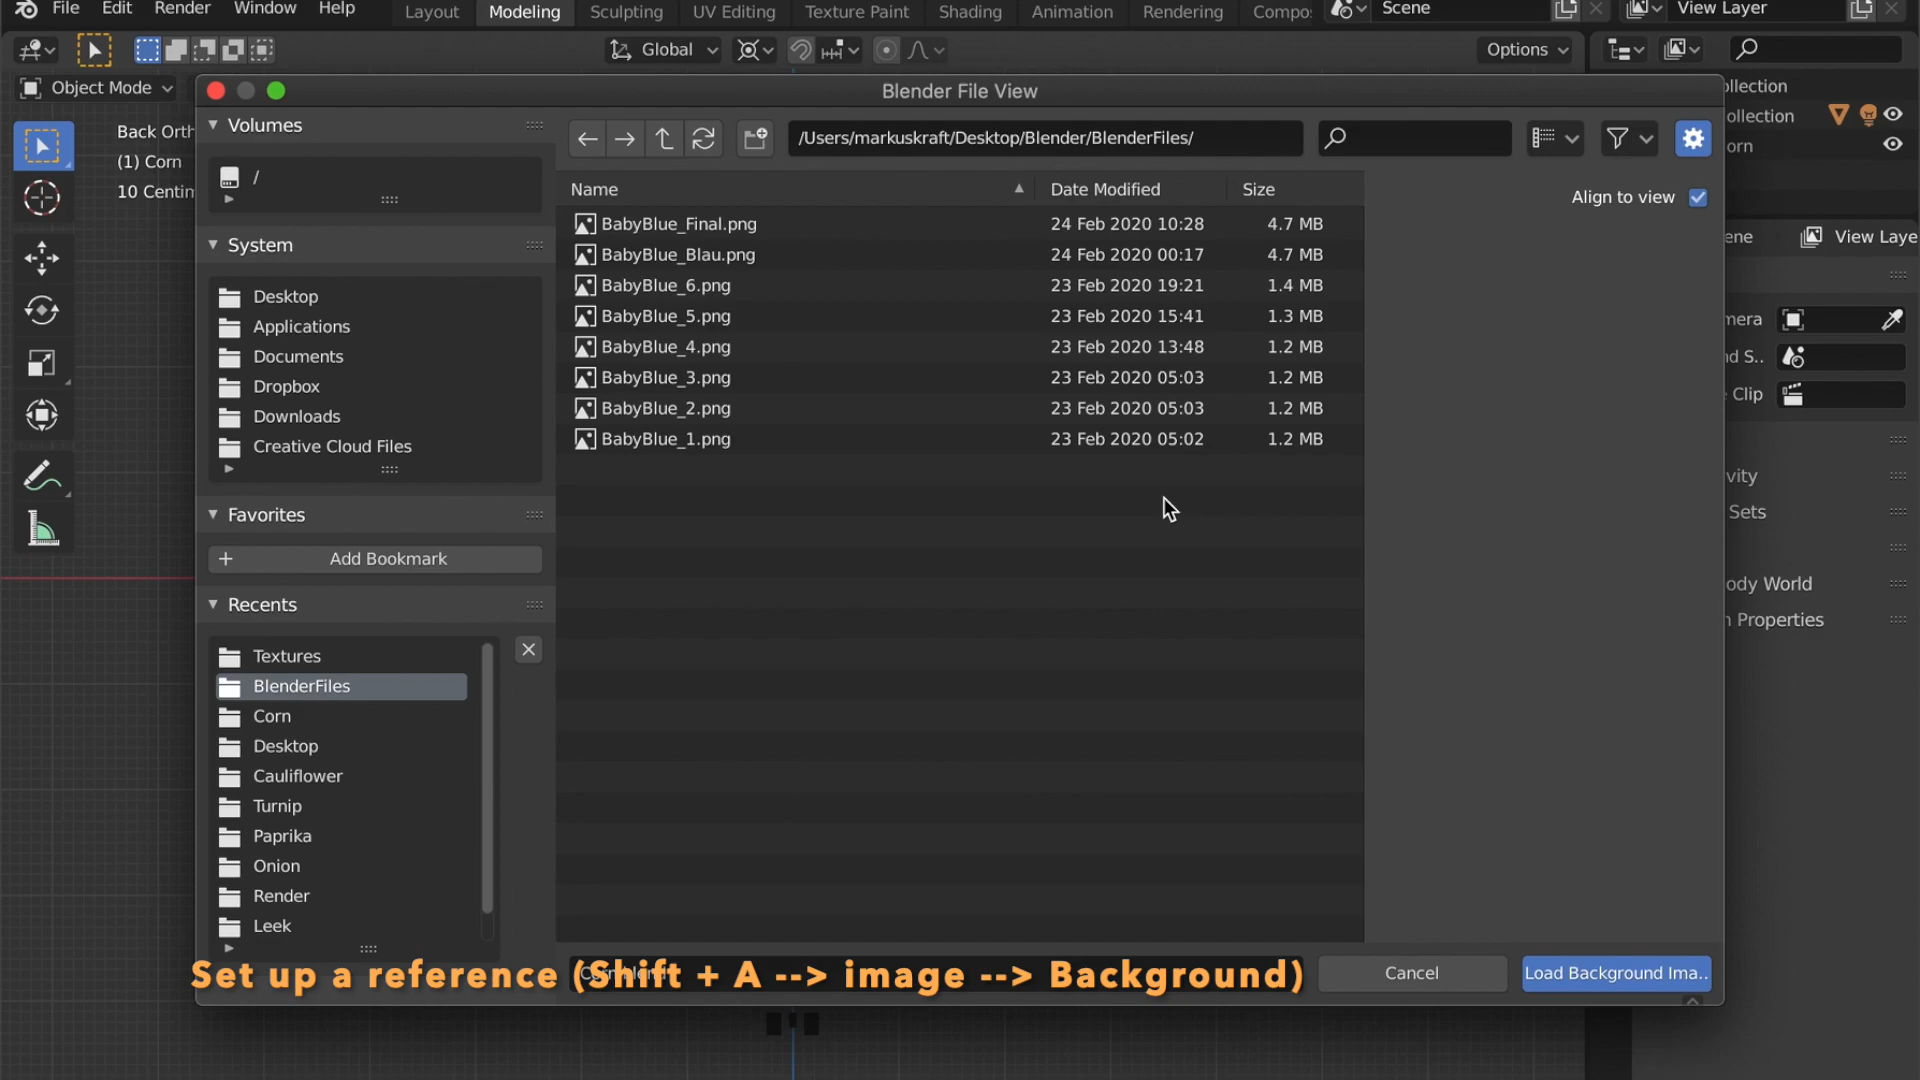 File Edit Render Window Help Layout Modeling Sculpting UV Editing Texture Paint Shading Animation Rendering Compo Scene View Layer
Global Options
Object Mode Blender File View llection
Back Orth Volumes /Users/markuskraft/Desktop/Blender/BlenderFiles/ ollection
(1) Corn orn
10 Centim /
Name Date Modified Size Align to view
BabyBlue_Final.png 24 Feb 2020 10:28 4.7 MB
System ene View Laye
BabyBlue_Blau.png 24 Feb 2020 00:17 4.7 MB
BabyBlue_6.png 23 Feb 2020 19:21 1.4 MB
Desktop
BabyBlue_5.png 23 Feb 2020 15:41 1.3 MB mera
Applications
BabyBlue_4.png 23 Feb 2020 13:48 1.2 MB
Documents nd S..
BabyBlue_3.png 23 Feb 2020 05:03 1.2 MB
Dropbox Clip
BabyBlue_2.png 23 Feb 2020 05:03 1.2 MB
Downloads
BabyBlue_1.png 23 Feb 2020 05:02 1.2 MB
Creative Cloud Files
vity
Favorites Sets
Add Bookmark
ody World
Recents
n Properties
Textures
BlenderFiles
Corn
Desktop
Cauliflower
Turnip
Paprika
Onion
Render
Leek
Set up a reference (Shift + A --> image --> Background)
Cancel Load Background Ima..